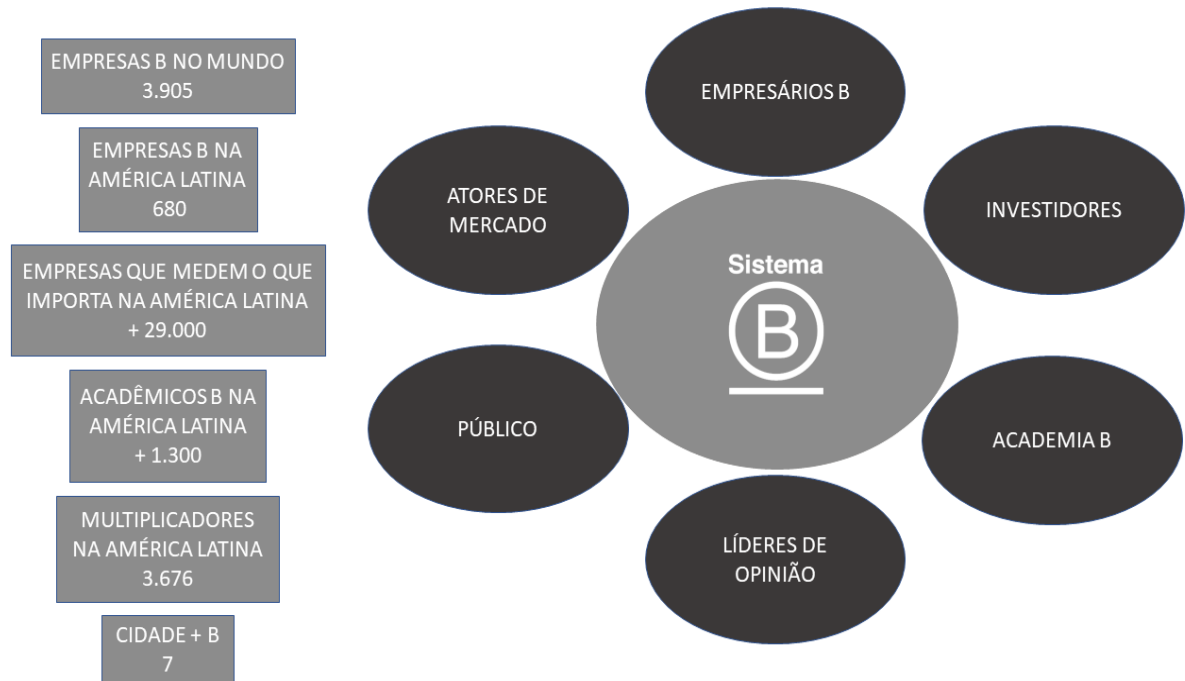 EMPRESAS B NO MUNDO
3.905
EMPRESAS B NA
AMÉRICA LATINA
680
EMPRESAS QUE MEDEM O QUE
IMPORTA NA AMÉRICA LATINA
+ 29.000
ACADÊMICOS B NA
AMÉRICA LATINA
+ 1.300
MULTIPLICADORES
NA AMÉRICA LATINA
3.676
CIDADE + B
7
EMPRESÁRIOS B
ATORES DE
MERCADO
INVESTIDORES
Sistema
B
PÚBLICO
ACADEMIA B
LÍDERES DE
OPINIÃO